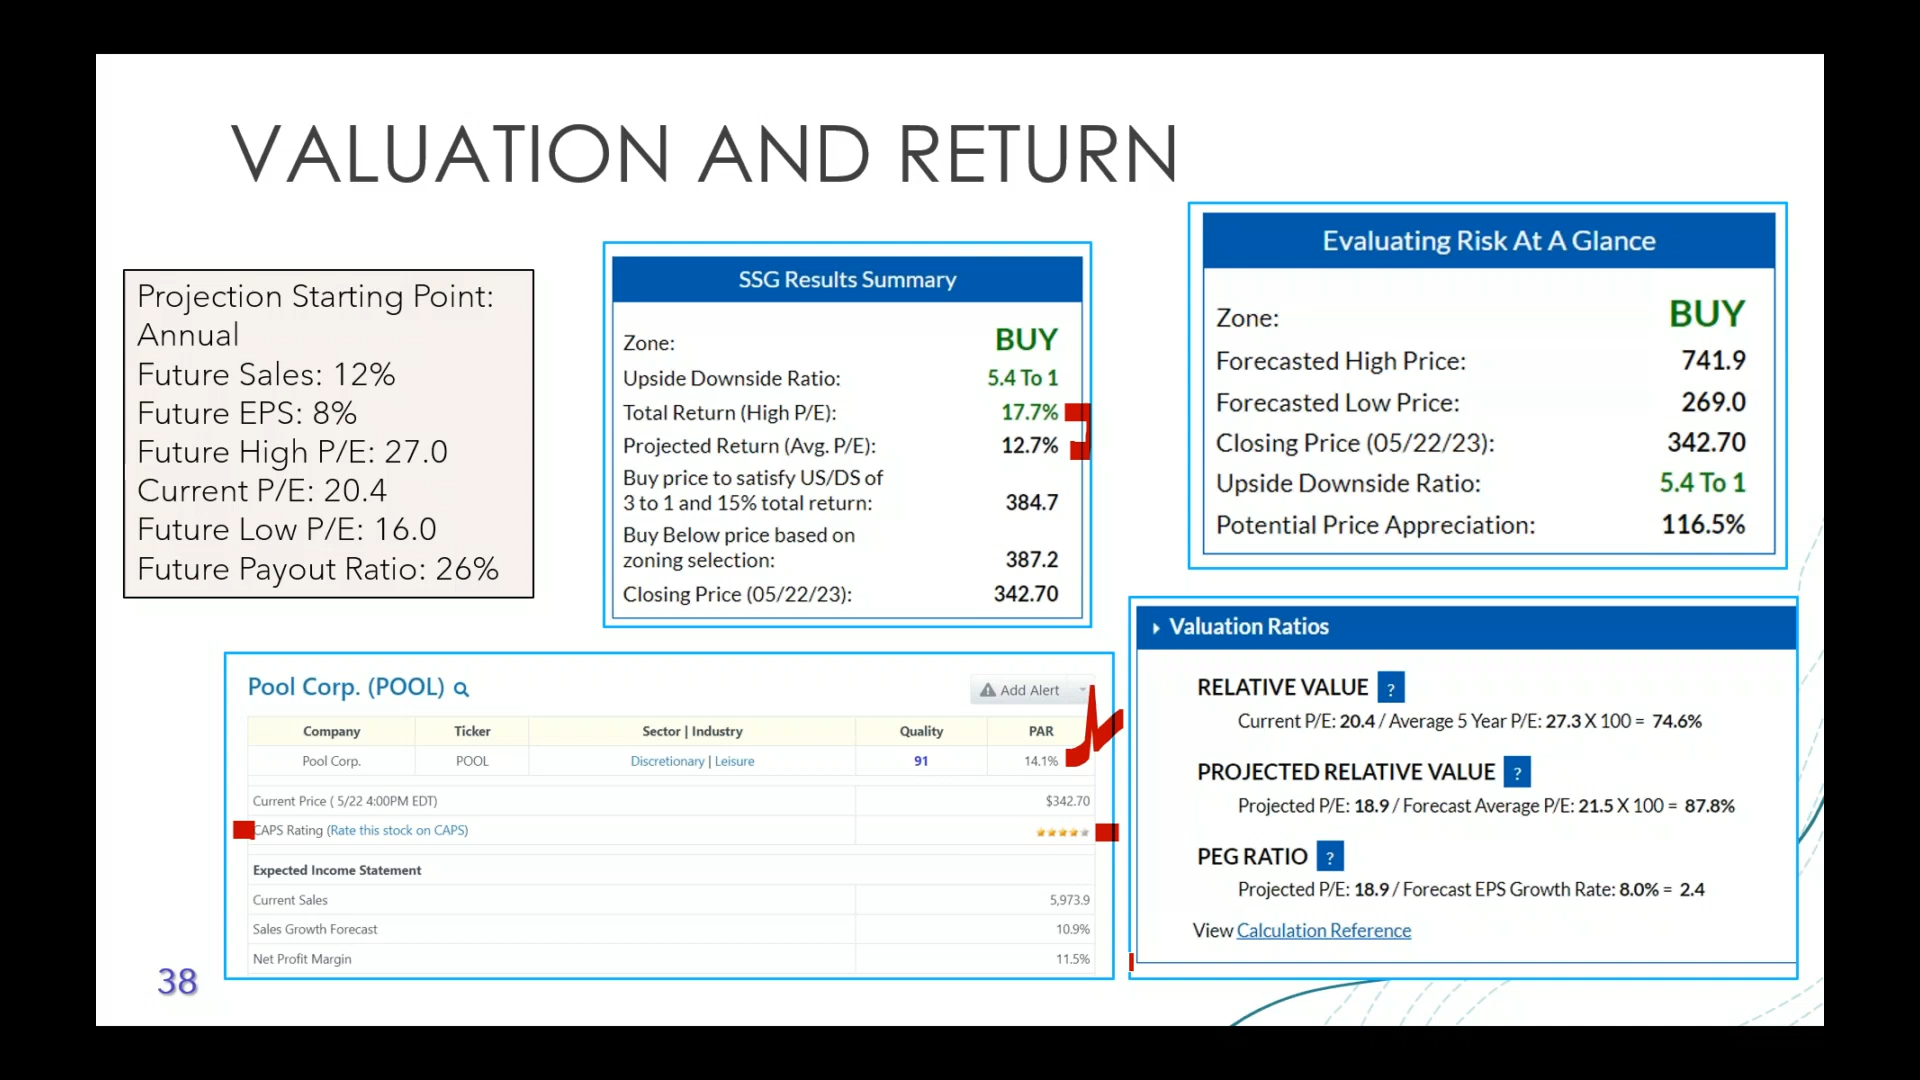 VALUATION AND RETURN
Projection Starting Point:
Annual
Future Sales: 12%
Future EPS: 8%
Future High P/E: 27.0
Current P/E: 20.4
Future Low P/E: 16.0
Future Payout Ratio: 26%
SSG Results Summary
Zone: BUY
Upside Downside Ratio: 5.4 To 1
Total Return (High P/E): 17.7%
Projected Return (Avg. P/E): 12.7%
Buy price to satisfy US/DS of
3 to 1 and 15% total return: 384.7
Buy Below price based on
zoning selection: 387.2
Closing Price (05/22/23): 342.70
Evaluating Risk At A Glance
Zone: BUY
Forecasted High Price: 741.9
Forecasted Low Price: 269.0
Closing Price (05/22/23): 342.70
Upside Downside Ratio: 5.4 To 1
Potential Price Appreciation: 116.5%
Pool Corp. (POOL) Add Alert
Company Ticker Sector | Industry Quality PAR
Pool Corp. POOL Discretionary | Leisure 91 14.1%
Current Price ( 5/22 4:00PM EDT) $342.70
CAPS Rating (Rate this stock on CAPS)
Expected Income Statement
Current Sales 5,973.9
Sales Growth Forecast 10.9%
Net Profit Margin 11.5%
Valuation Ratios
RELATIVE VALUE ?
Current P/E: 20.4 / Average 5 Year P/E: 27.3 X 100 = 74.6%
PROJECTED RELATIVE VALUE ?
Projected P/E: 18.9 / Forecast Average P/E: 21.5 X 100 = 87.8%
PEG RATIO ?
Projected P/E: 18.9 / Forecast EPS Growth Rate: 8.0% = 2.4
View Calculation Reference
38